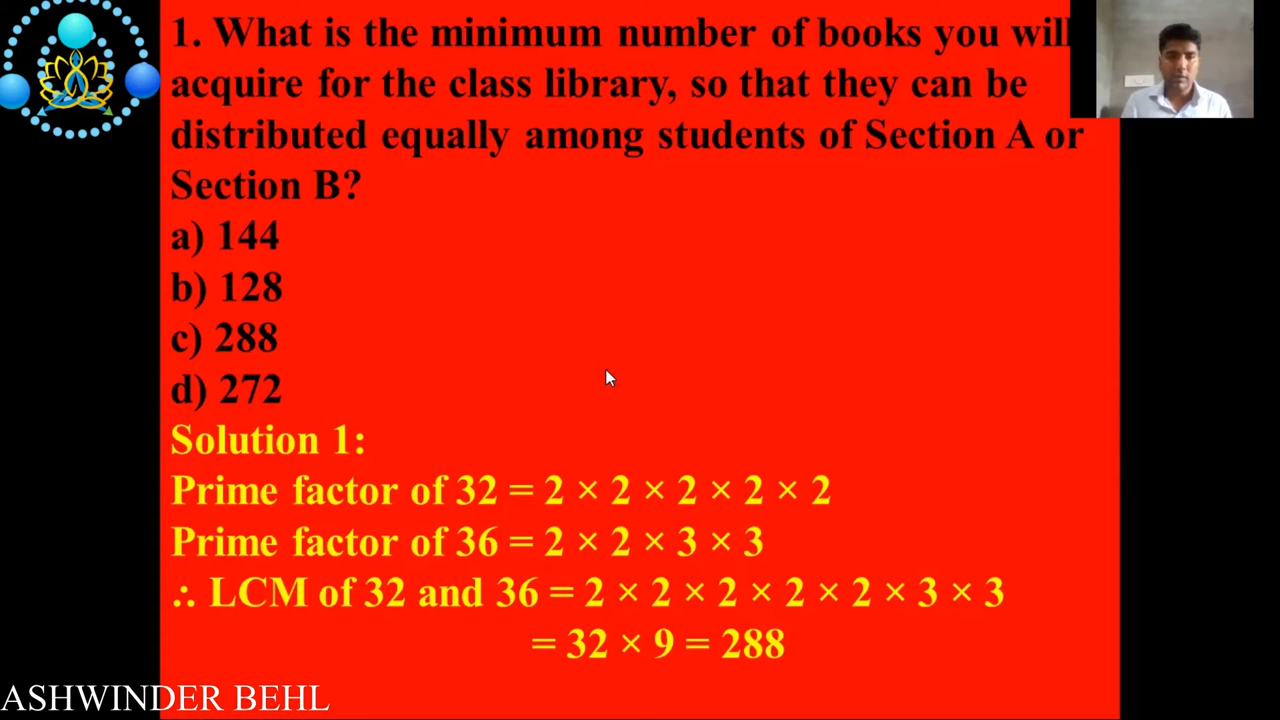 1. What is the minimum number of books you will
acquire for the class library, so that they can be
distributed equally among students of Section A or
Section B?
a) 144
b) 128
c) 288
d) 272
Solution 1:
Prime factor of 32 = 2 × 2 × 2 × 2 × 2
Prime factor of 36 = 2 × 2 × 3 × 3
∴ LCM of 32 and 36 = 2 × 2 × 2 × 2 × 2 × 3 × 3
= 32 × 9 = 288
ASHWINDER BEHL